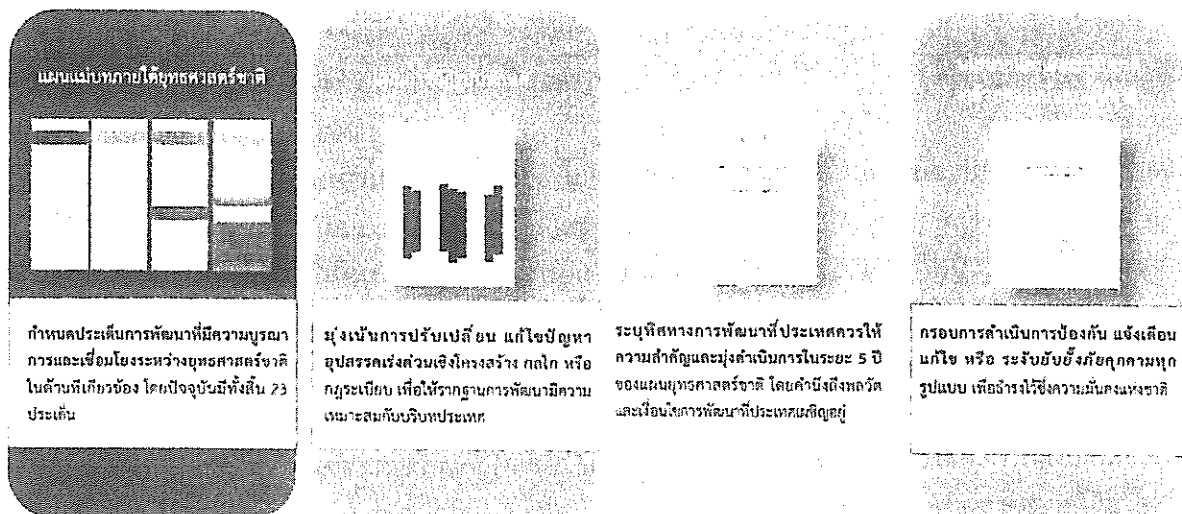 แผนแม่บทภายใต้ยุทธศาสตร์ชาติ
กำหนดประเด็นการพัฒนาที่มีความบูรณา
การและเชื่อมโยงระหว่างยุทธศาสตร์ชาติ
ในด้านที่เกี่ยวข้อง โดยปัจจุบันมีทั้งสิ้น 23
ประเด็น
มุ่งเน้นการปรับเปลี่ยน แก้ไขปัญหา
อุปสรรคเร่งด่วนเชิงโครงสร้าง กลไก หรือ
กฎระเบียบ เพื่อให้รากฐานการพัฒนามีความ
เหมาะสมกับบริบทประเทศ
ระบุทิศทางการพัฒนาที่ประเทศควรให้
ความสำคัญและมุ่งดำเนินการในระยะ 5 ปี
ของแผนยุทธศาสตร์ชาติ โดยคำนึงถึงพลวัต
และเงื่อนไขการพัฒนาที่ประเทศเผชิญอยู่
กรอบการดำเนินการป้องกัน แจ้งเตือน
แก้ไข หรือ ระงับยับยั้งภัยคุกคามทุก
รูปแบบ เพื่อธำรงไว้ซึ่งความมั่นคงแห่งชาติ